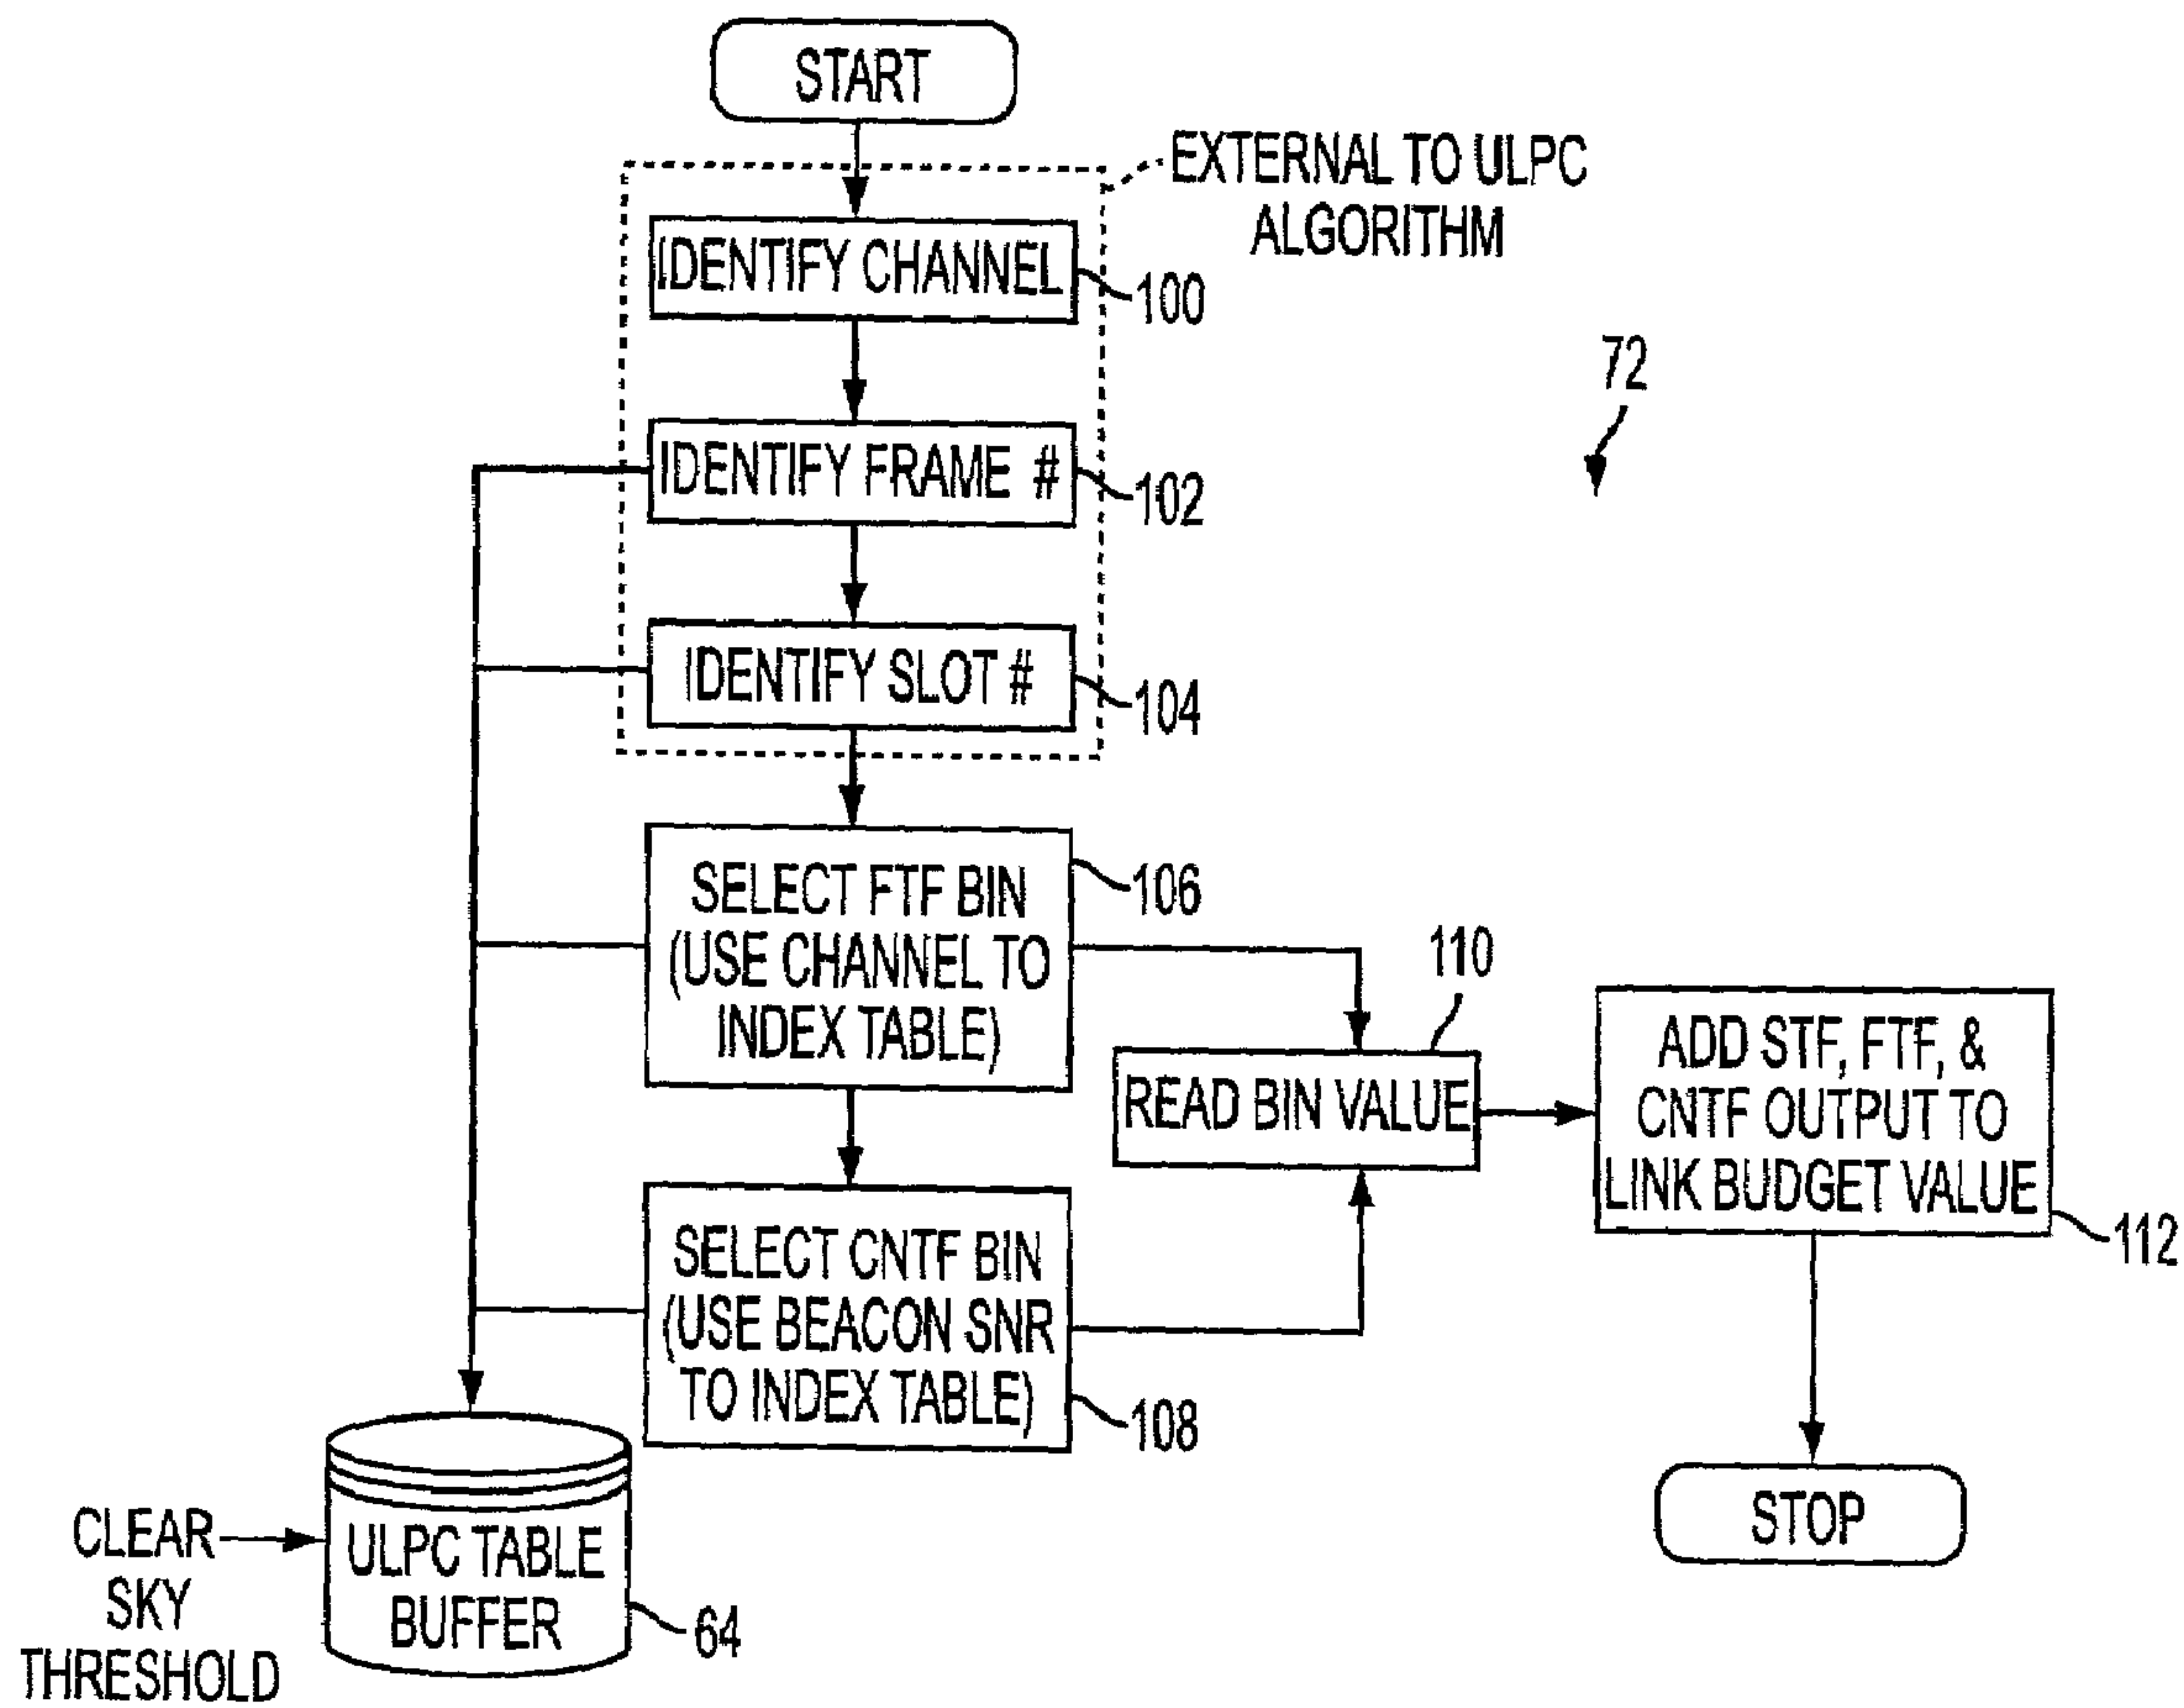 START
EXTERNAL TO ULPC
ALGORITHM
IDENTIFY CHANNEL
100
72
IDENTIFY FRAME #
102
IDENTIFY SLOT #
104
SELECT FTF BIN
(USE CHANNEL TO
INDEX TABLE)
106
110
READ BIN VALUE
ADD STF, FTF, &
CNTF OUTPUT TO
LINK BUDGET VALUE
112
SELECT CNTF BIN
(USE BEACON SNR
TO INDEX TABLE)
108
STOP
CLEAR
SKY
THRESHOLD
ULPC TABLE
BUFFER
64